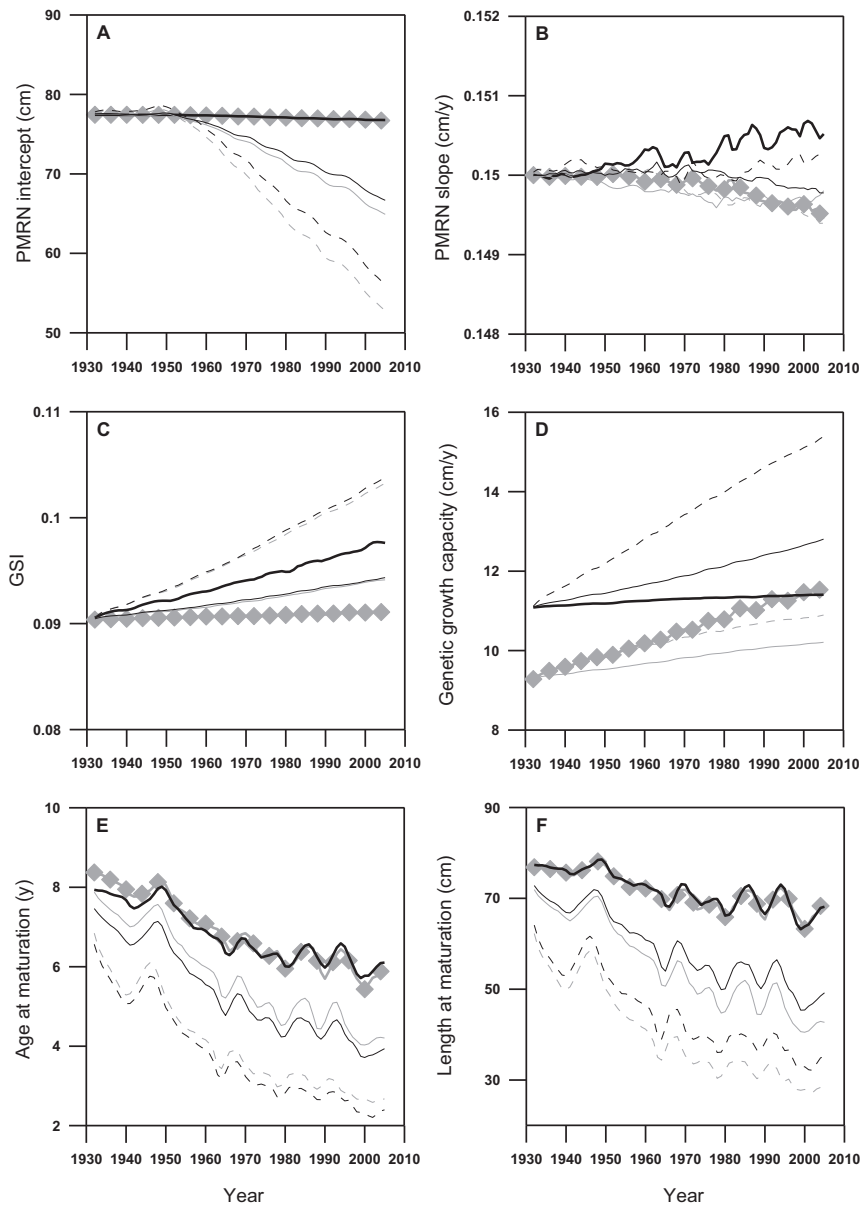 A
PMRN intercept (cm)
90
80
70
60
50
1930 1940 1950 1960 1970 1980 1990 2000 2010
B
PMRN slope (cm/y)
0.152
0.151
0.15
0.149
0.148
1930 1940 1950 1960 1970 1980 1990 2000 2010
C
GSI
0.11
0.1
0.09
0.08
1930 1940 1950 1960 1970 1980 1990 2000 2010
D
Genetic growth capacity (cm/y)
16
14
12
10
8
1930 1940 1950 1960 1970 1980 1990 2000 2010
E
Age at maturation (y)
10
8
6
4
2
1930 1940 1950 1960 1970 1980 1990 2000 2010
Year
F
Length at maturation (cm)
90
70
50
30
1930 1940 1950 1960 1970 1980 1990 2000 2010
Year